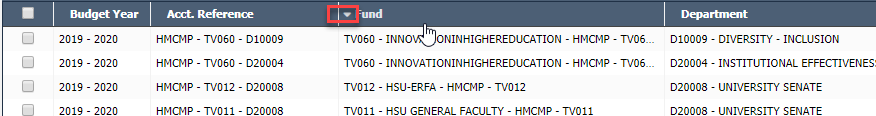 Budget Year Acct. Reference Fund Department
2019 - 2020 HMCMP - TV060 - D10009 TV060 - INNOVATIONINHIGHEREDUCATION - HMCMP - TV06... D10009 - DIVERSITY - INCLUSION
2019 - 2020 HMCMP - TV060 - D20004 TV060 - INNOVATIONINHIGHEREDUCATION - HMCMP - TV06... D20004 - INSTITUTIONAL EFFECTIVENES
2019 - 2020 HMCMP - TV012 - D20008 TV012 - HSU-ERFA - HMCMP - TV012 D20008 - UNIVERSITY SENATE
2019 - 2020 HMCMP - TV011 - D20008 TV011 - HSU GENERAL FACULTY - HMCMP - TV011 D20008 - UNIVERSITY SENATE